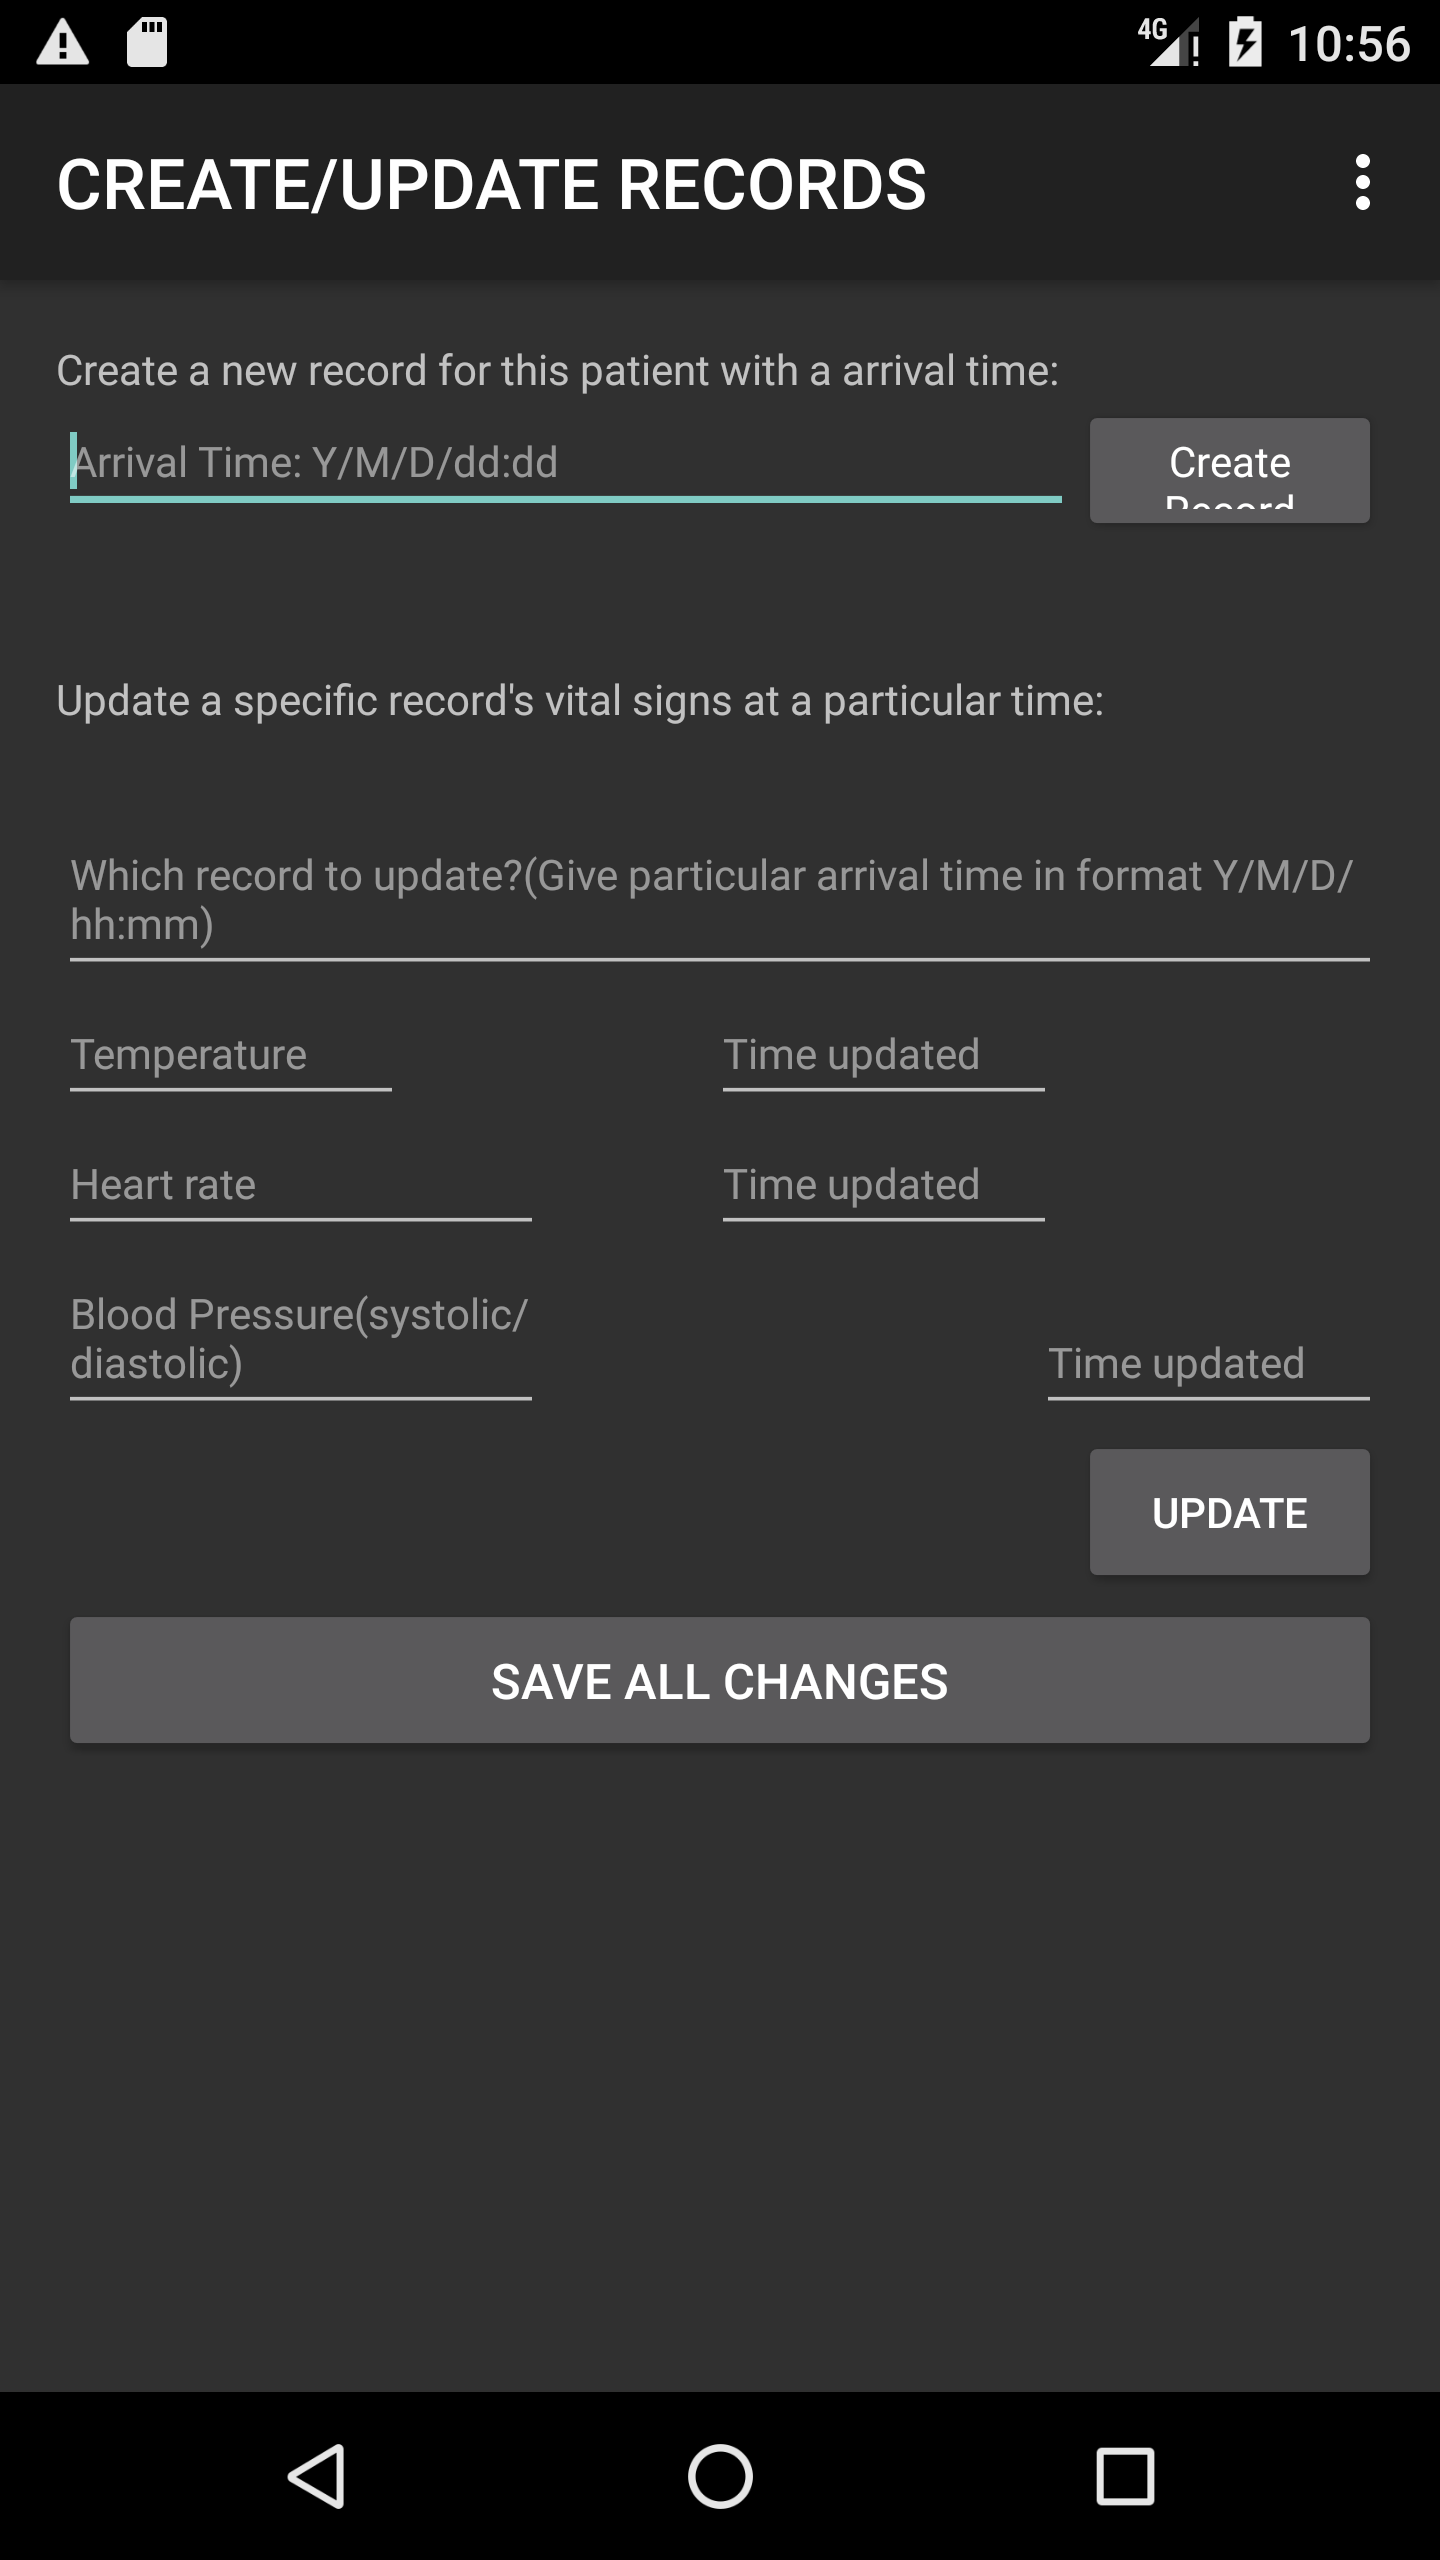 4G
10:56
CREATE/UPDATE RECORDS
Create a new record for this patient with a arrival time:
Arrival Time: Y/M/D/dd:dd
Create
Record
Update a specific record's vital signs at a particular time:
Which record to update?(Give particular arrival time in format Y/M/D/
hh:mm)
Temperature
Time updated
Heart rate
Time updated
Blood Pressure(systolic/
diastolic)
Time updated
UPDATE
SAVE ALL CHANGES